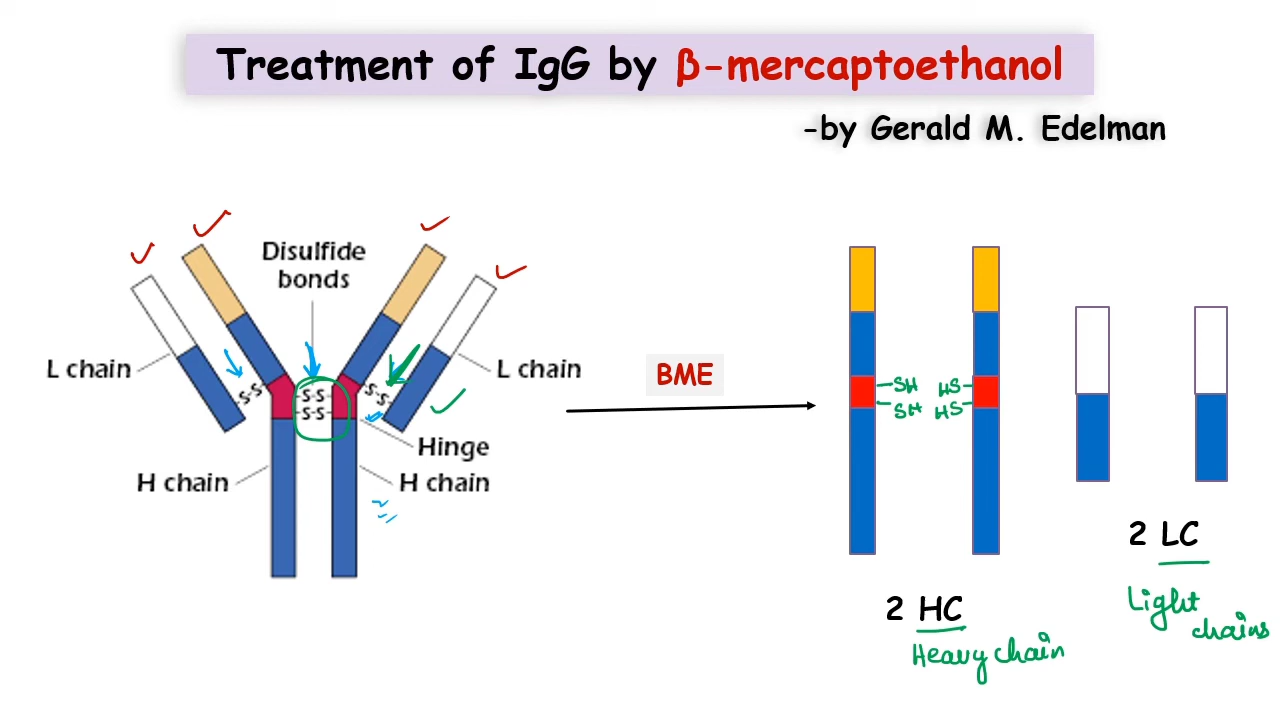 Treatment of IgG by β-mercaptoethanol
-by Gerald M. Edelman
Disulfide
bonds
L chain
L chain
S-S
S-S
S-S
S-S
Hinge
H chain
H chain
BME
SH
HS
SH
HS
2 HC
Heavy chain
2 LC
Light
chains